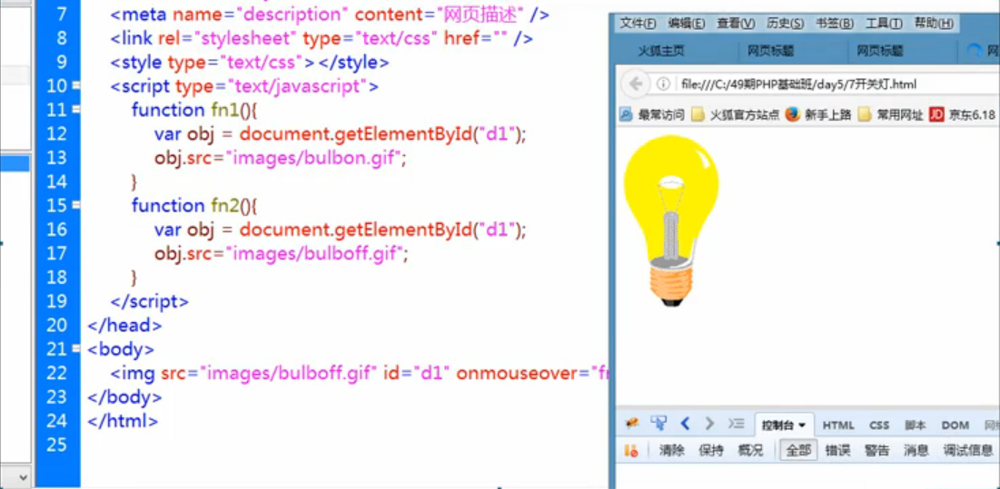 7 <meta name="description" content="网页描述" />
8 <link rel="stylesheet" type="text/css" href="" />
9 <style type="text/css"></style>
10 <script type="text/javascript">
11 function fn1(){
12 var obj = document.getElementById("d1");
13 obj.src="images/bulbon.gif";
14 }
15 function fn2(){
16 var obj = document.getElementById("d1");
17 obj.src="images/bulboff.gif";
18 }
19 </script>
20 </head>
21 <body>
22 <img src="images/bulboff.gif" id="d1" onmouseover="f
23 </body>
24 </html>
25
文件(F) 编辑(E) 查看(V) 历史(S) 书签(B) 工具(T) 帮助(H)
火狐主页 网页标题 网页标题 网
file:///C:/49期PHP基础班/day5/7开关灯.html
最常访问 火狐官方站点 新手上路 常用网址 JD 京东6.18
控制台 HTML CSS 脚本 DOM 网络
清除 保持 概况 全部 错误 警告 消息 调试信息